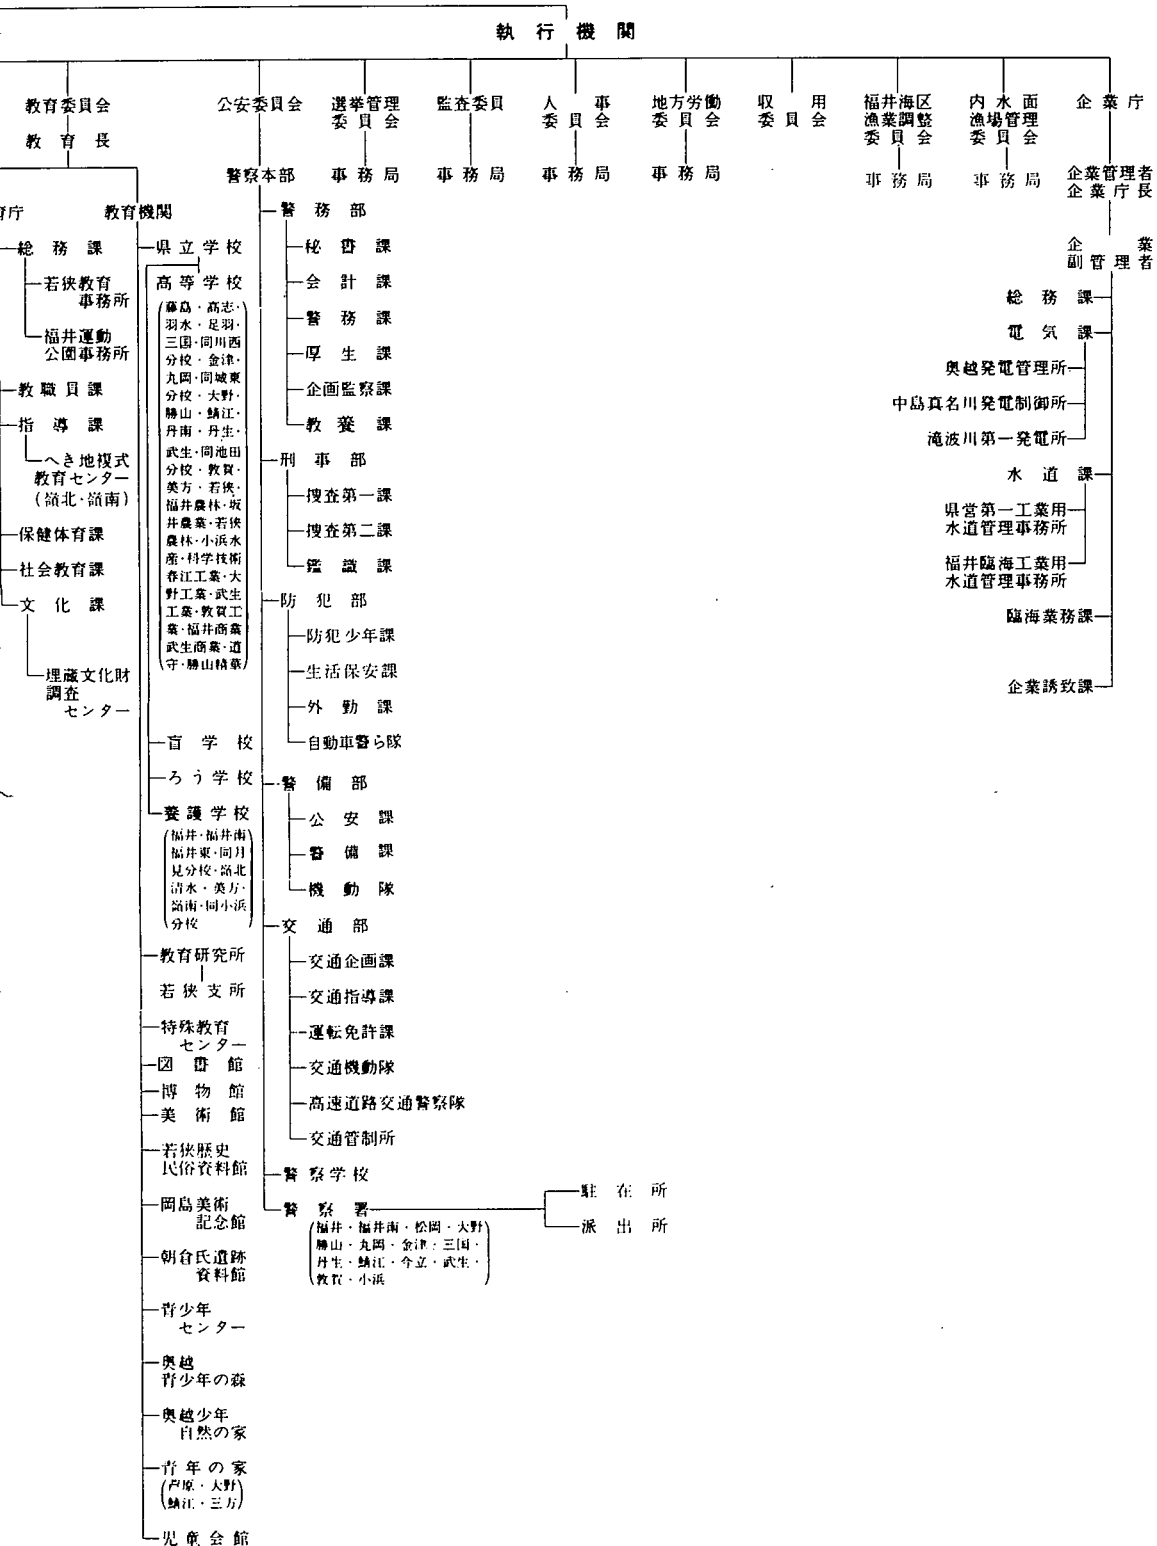 執行機関
教育委員会
教育長
育庁
総務課
若狭教育
事務所
福井運動
公園事務所
教職員課
指導課
へき地複式
教育センター
(嶺北・嶺南)
保健体育課
社会教育課
文化課
埋蔵文化財
調査
センター
教育機関
県立学校
高等学校
(藤島・高志・
羽水・足羽・
三国・同川西
分校・金津・
丸岡・同城東
分校・大野・
勝山・鯖江・
丹南・丹生・
武生・同池田
分校・敦賀・
美方・若狭・
福井農林・坂
井農業・若狭
農林・小浜水
産・科学技術
春江工業・大
野工業・武生
工業・敦賀工
業・福井商業
武生商業・道
守・勝山精華)
盲学校
ろう学校
養護学校
(福井・福井南
福井東・同月
見分校・嶺北
清水・美方・
嶺南・同小浜
分校)
教育研究所
若狭支所
特殊教育
センター
図書館
博物館
美術館
若狭歴史
民俗資料館
岡島美術
記念館
朝倉氏遺跡
資料館
青少年
センター
奥越
青少年の森
奥越少年
自然の家
青年の家
(芦原・大野
鯖江・三方)
児童会館
公安委員会
警察本部
警務部
秘書課
会計課
警務課
厚生課
企画監察課
教養課
刑事部
捜査第一課
捜査第二課
鑑識課
防犯部
防犯少年課
生活保安課
外勤課
自動車警ら隊
警備部
公安課
警備課
機動隊
交通部
交通企画課
交通指導課
運転免許課
交通機動隊
高速道路交通警察隊
交通管制所
警察学校
警察署
(福井・福井南・松岡・大野
勝山・丸岡・金津・三国・
丹生・鯖江・今立・武生・
敦賀・小浜)
駐在所
派出所
選挙管理
委員会
事務局
監査委員
事務局
人事
委員会
事務局
地方労働
委員会
事務局
収用
委員会
福井海区
漁業調整
委員会
事務局
内水面
漁場管理
委員会
事務局
企業庁
企業管理者
企業庁長
企業
副管理者
総務課
電気課
奥越発電管理所
中島真名川発電制御所
滝波川第一発電所
水道課
県営第一工業用
水道管理事務所
福井臨海工業用
水道管理事務所
臨海業務課
企業誘致課